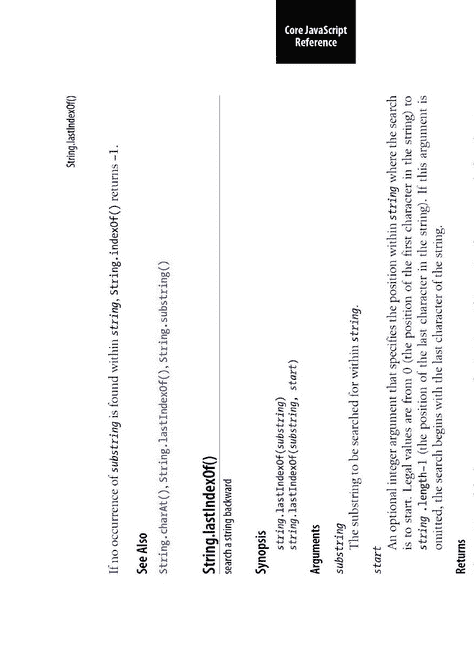 Core JavaScript
Reference
String.lastIndexOf()
If no occurrence of substring is found within string, String.indexOf() returns –1.
See Also
String.charAt(), String.lastIndexOf(), String.substring()
String.lastIndexOf()
search a string backward
Synopsis
string.lastIndexOf(substring)
string.lastIndexOf(substring, start)
Arguments
substring
The substring to be searched for within string.
start
An optional integer argument that specifies the position within string where the search
is to start. Legal values are from 0 (the position of the first character in the string) to
string .length–1 (the position of the last character in the string). If this argument is
omitted, the search begins with the last character of the string.
Returns